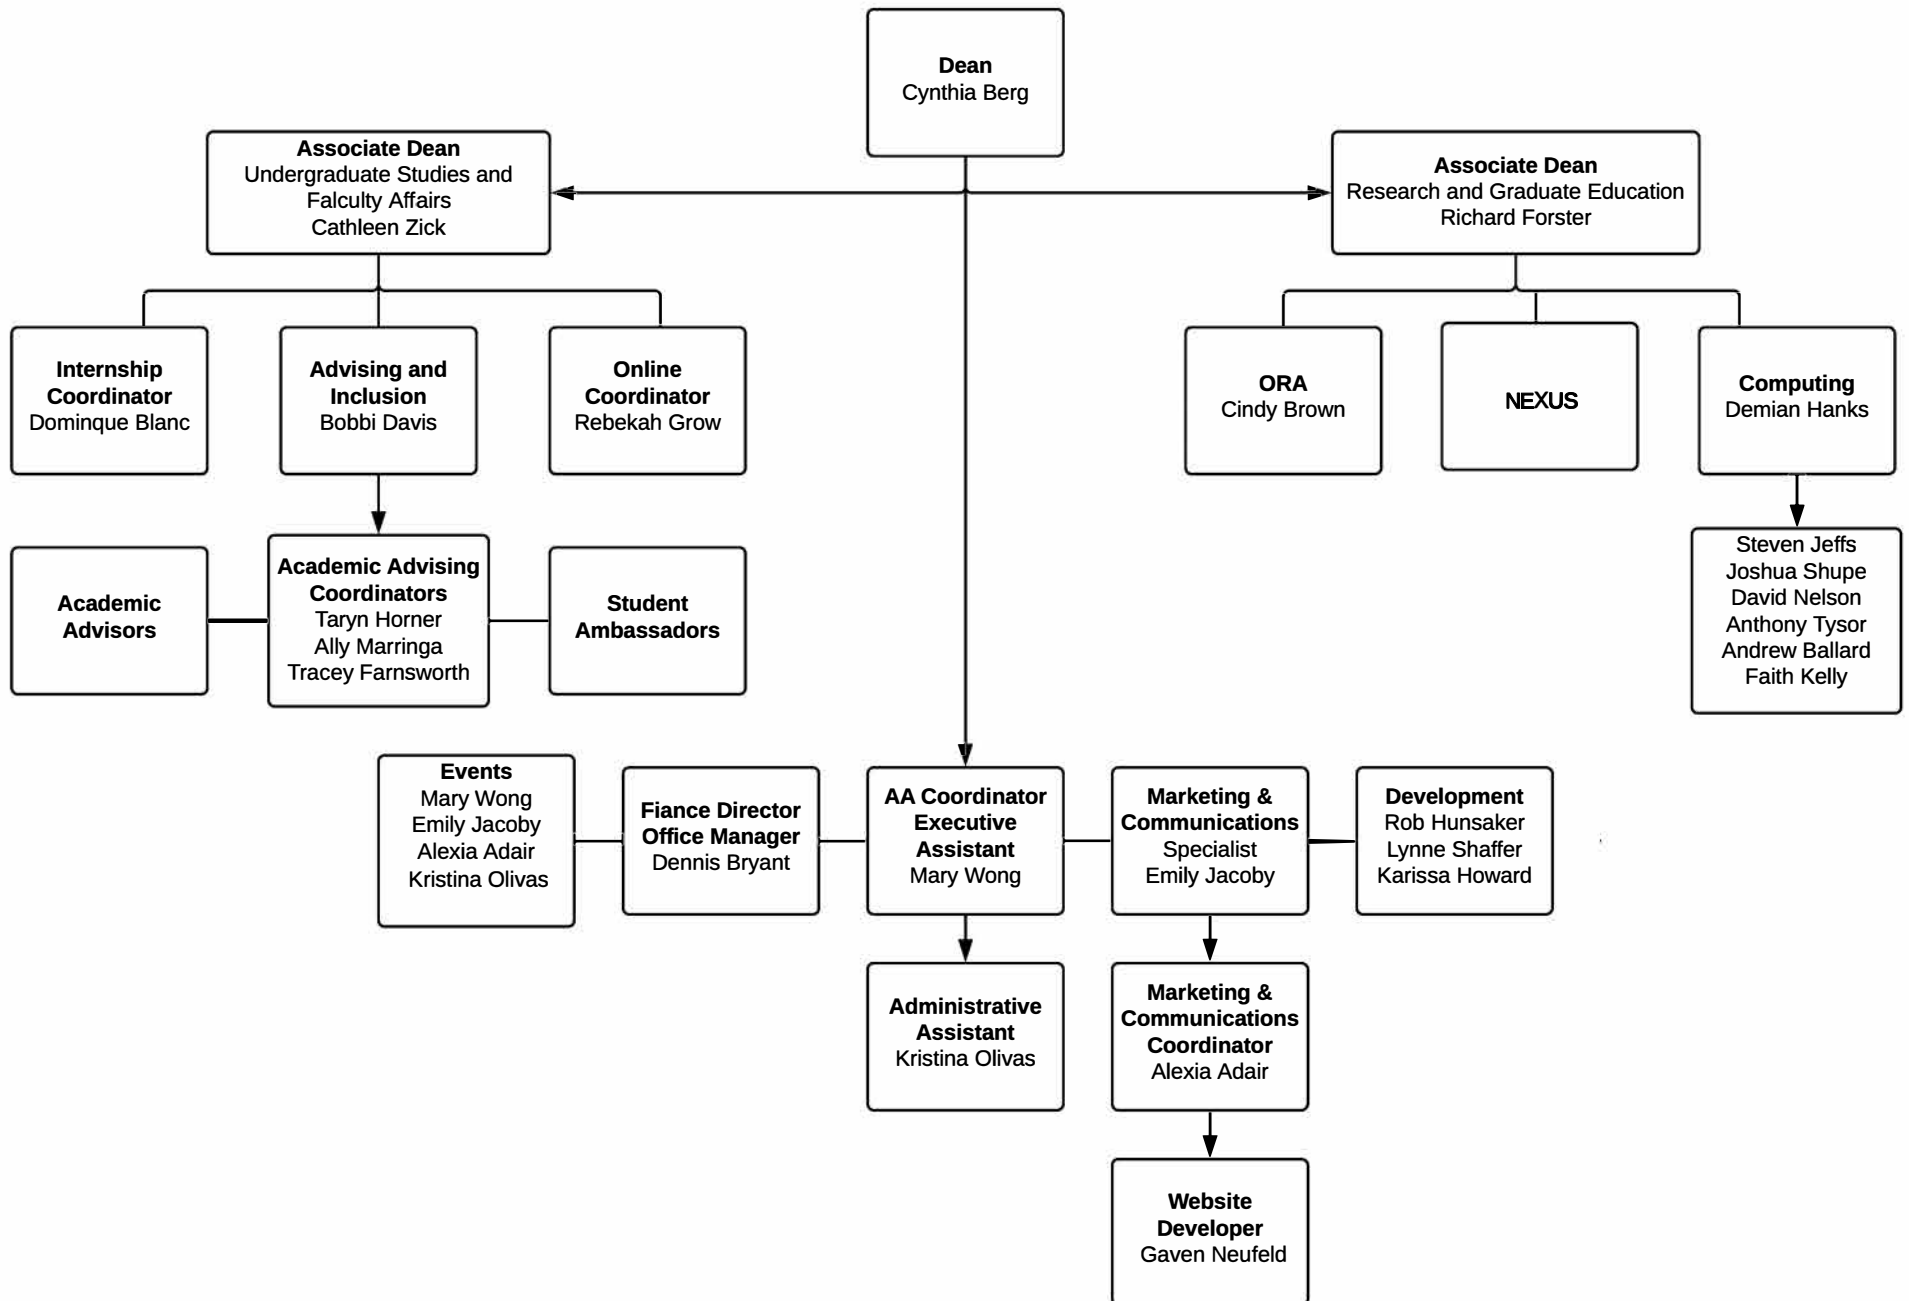 Dean
Cynthia Berg
Associate Dean
Undergraduate Studies and
Falculty Affairs
Cathleen Zick
Associate Dean
Research and Graduate Education
Richard Forster
Internship
Coordinator
Dominque Blanc
Advising and
Inclusion
Bobbi Davis
Online
Coordinator
Rebekah Grow
ORA
Cindy Brown
NEXUS
Computing
Demian Hanks
Academic
Advisors
Academic Advising
Coordinators
Taryn Horner
Ally Marringa
Tracey Farnsworth
Student
Ambassadors
Steven Jeffs
Joshua Shupe
David Nelson
Anthony Tysor
Andrew Ballard
Faith Kelly
Events
Mary Wong
Emily Jacoby
Alexia Adair
Kristina Olivas
Fiance Director
Office Manager
Dennis Bryant
AA Coordinator
Executive
Assistant
Mary Wong
Marketing &
Communications
Specialist
Emily Jacoby
Development
Rob Hunsaker
Lynne Shaffer
Karissa Howard
Administrative
Assistant
Kristina Olivas
Marketing &
Communications
Coordinator
Alexia Adair
Website
Developer
Gaven Neufeld